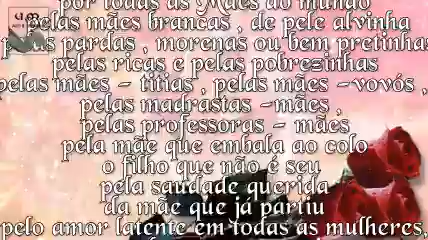 por todas as Mães do mundo
pelas mães brancas , de pele alvinha
pelas pardas , morenas ou bem pretinhas
pelas ricas e pelas pobrezinhas
pelas mães - titias , pelas mães -vovós ,
pelas madrastas -mães ,
pelas professoras - mães
pela mãe que embala ao colo
o filho que não é seu
pela saudade querida
da mãe que já partiu
pelo amor latente em todas as mulheres,